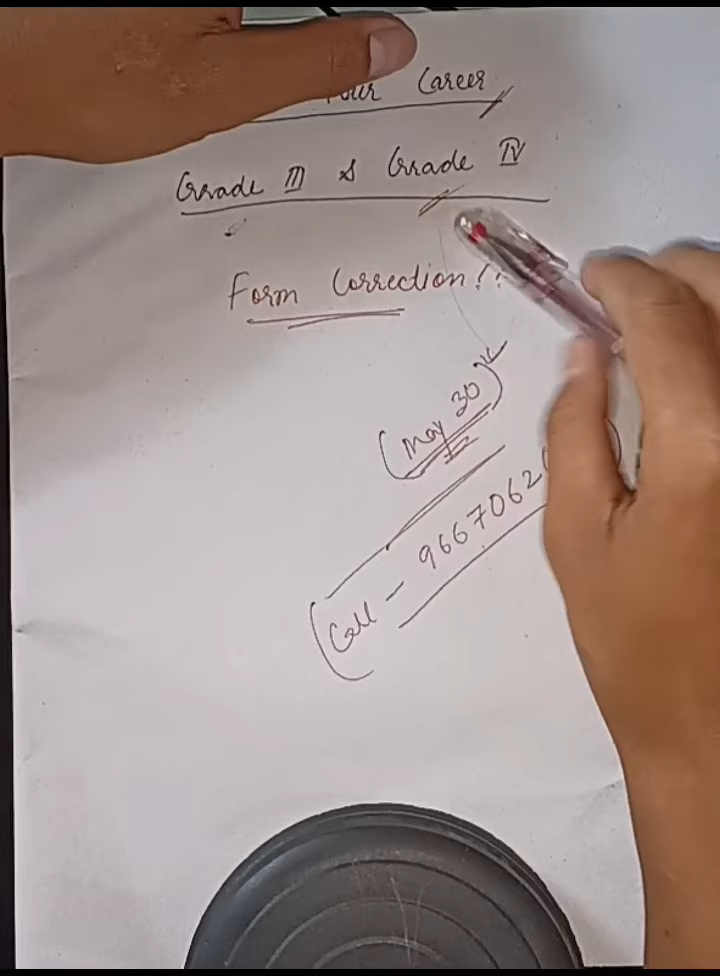 Career
Grade III & Grade IV
Form Correction!!
(May 30)
(Call - 9667062